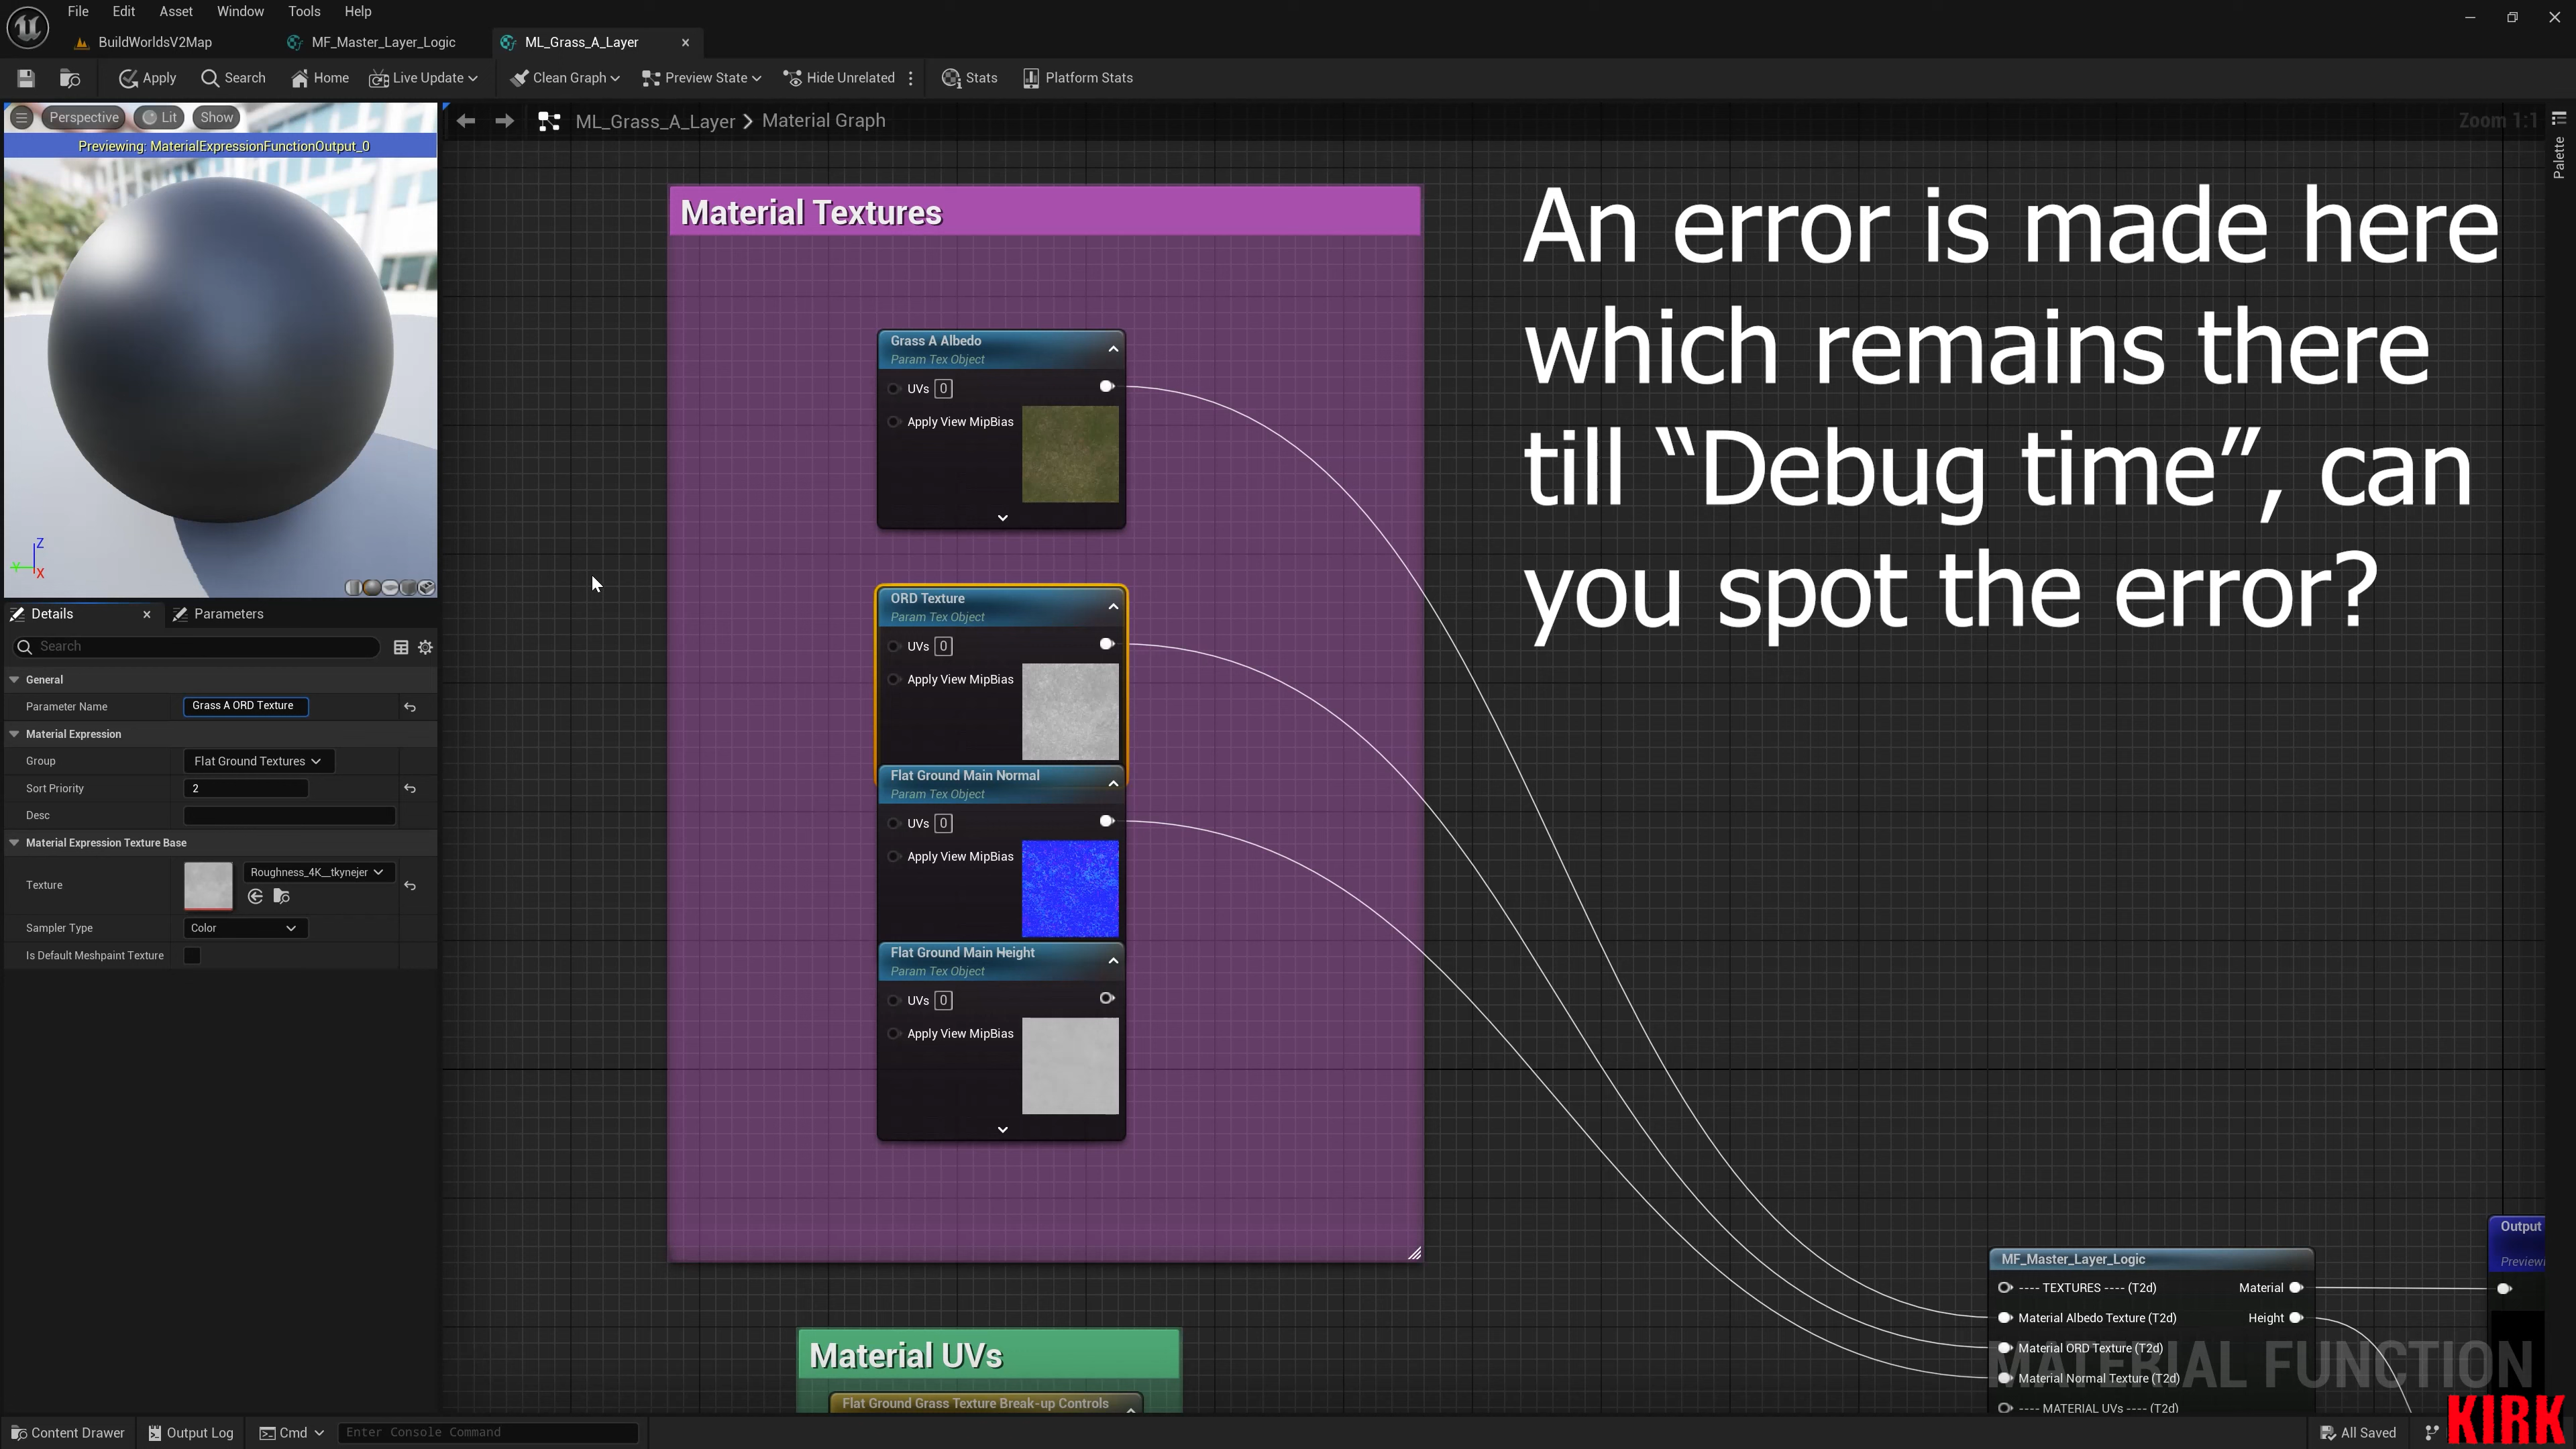 File Edit Asset Window Tools Help
BuildWorldsV2Map MF_Master_Layer_Logic ML_Grass_A_Layer
Apply Search Home Live Update Clean Graph Preview State Hide Unrelated Stats Platform Stats
Perspective Lit Show
Previewing: MaterialExpressionFunctionOutput_0
Z
Y
X
ML_Grass_A_Layer > Material Graph
Zoom 1:1
Palette
An error is made here
which remains there
till “Debug time”, can
you spot the error?
Material Textures
Grass A Albedo
Param Tex Object
UVs 0
Apply View MipBias
ORD Texture
Param Tex Object
UVs 0
Apply View MipBias
Flat Ground Main Normal
Param Tex Object
UVs 0
Apply View MipBias
Flat Ground Main Height
Param Tex Object
UVs 0
Apply View MipBias
Details Parameters
Search
General
Parameter Name Grass A ORD Texture
Material Expression
Group Flat Ground Textures
Sort Priority 2
Desc
Material Expression Texture Base
Texture Roughness_4K__tkynejer
Sampler Type Color
Is Default Meshpaint Texture
Material UVs
Flat Ground Grass Texture Break-up Controls
MF_Master_Layer_Logic
---- TEXTURES ---- (T2d) Material
Material Albedo Texture (T2d) Height
Material ORD Texture (T2d)
Material Normal Texture (T2d)
---- MATERIAL UVs ---- (T2d)
Output
MATERIAL FUNCTION
Content Drawer Output Log Cmd Enter Console Command
All Saved
KIRK